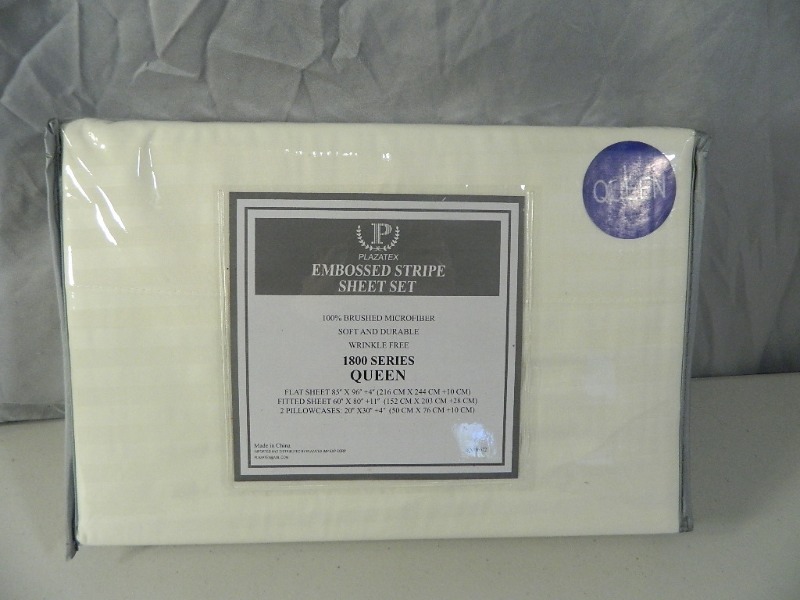 QUEEN
P
PLAZATEX
EMBOSSED STRIPE
SHEET SET
100% BRUSHED MICROFIBER
SOFT AND DURABLE
WRINKLE FREE
1800 SERIES
QUEEN
FLAT SHEET 85" X 96" +4" (216 CM X 244 CM +10 CM)
FITTED SHEET 60" X 80" +11" (152 CM X 203 CM +28 CM)
2 PILLOWCASES: 20" X30" +4" (50 CM X 76 CM +10 CM)
Made in China